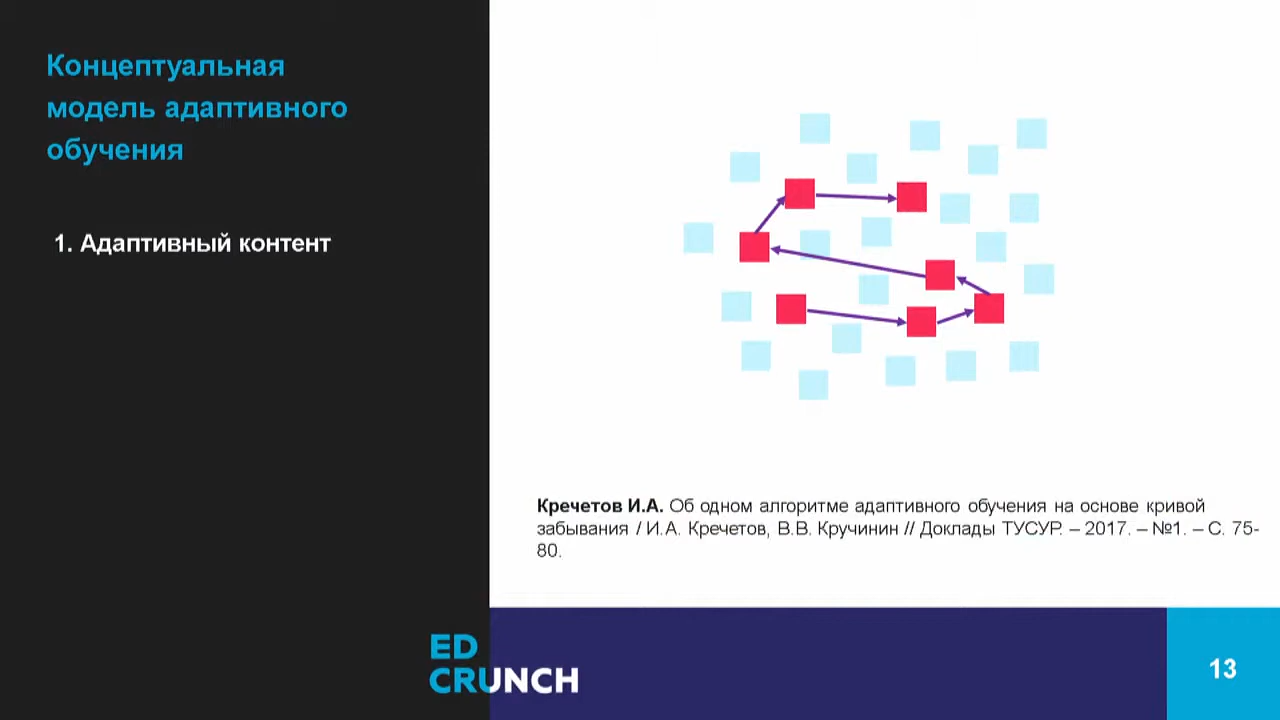 Концептуальная
модель адаптивного
обучения
1. Адаптивный контент
Кречетов И.А. Об одном алгоритме адаптивного обучения на основе кривой
забывания / И.А. Кречетов, В.В. Кручинин // Доклады ТУСУР. – 2017. – №1. – С. 75-
80.
ED
CRUNCH
13